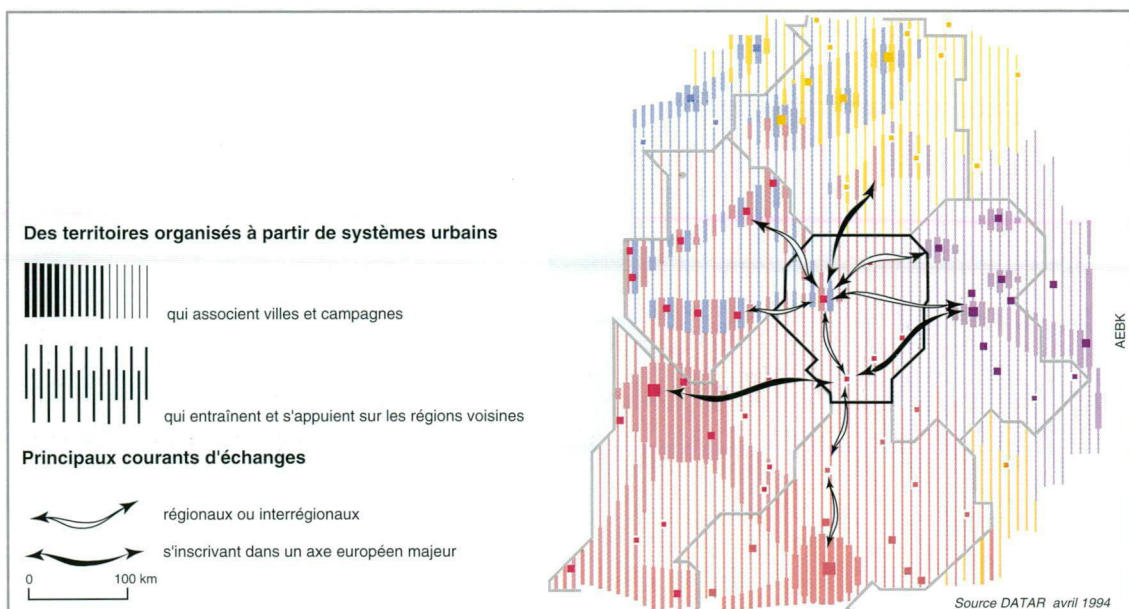 Des territoires organisés à partir de systèmes urbains
qui associent villes et campagnes
qui entraînent et s'appuient sur les régions voisines
Principaux courants d'échanges
régionaux ou interrégionaux
s'inscrivant dans un axe européen majeur
0 100 km
AEBK
Source DATAR avril 1994